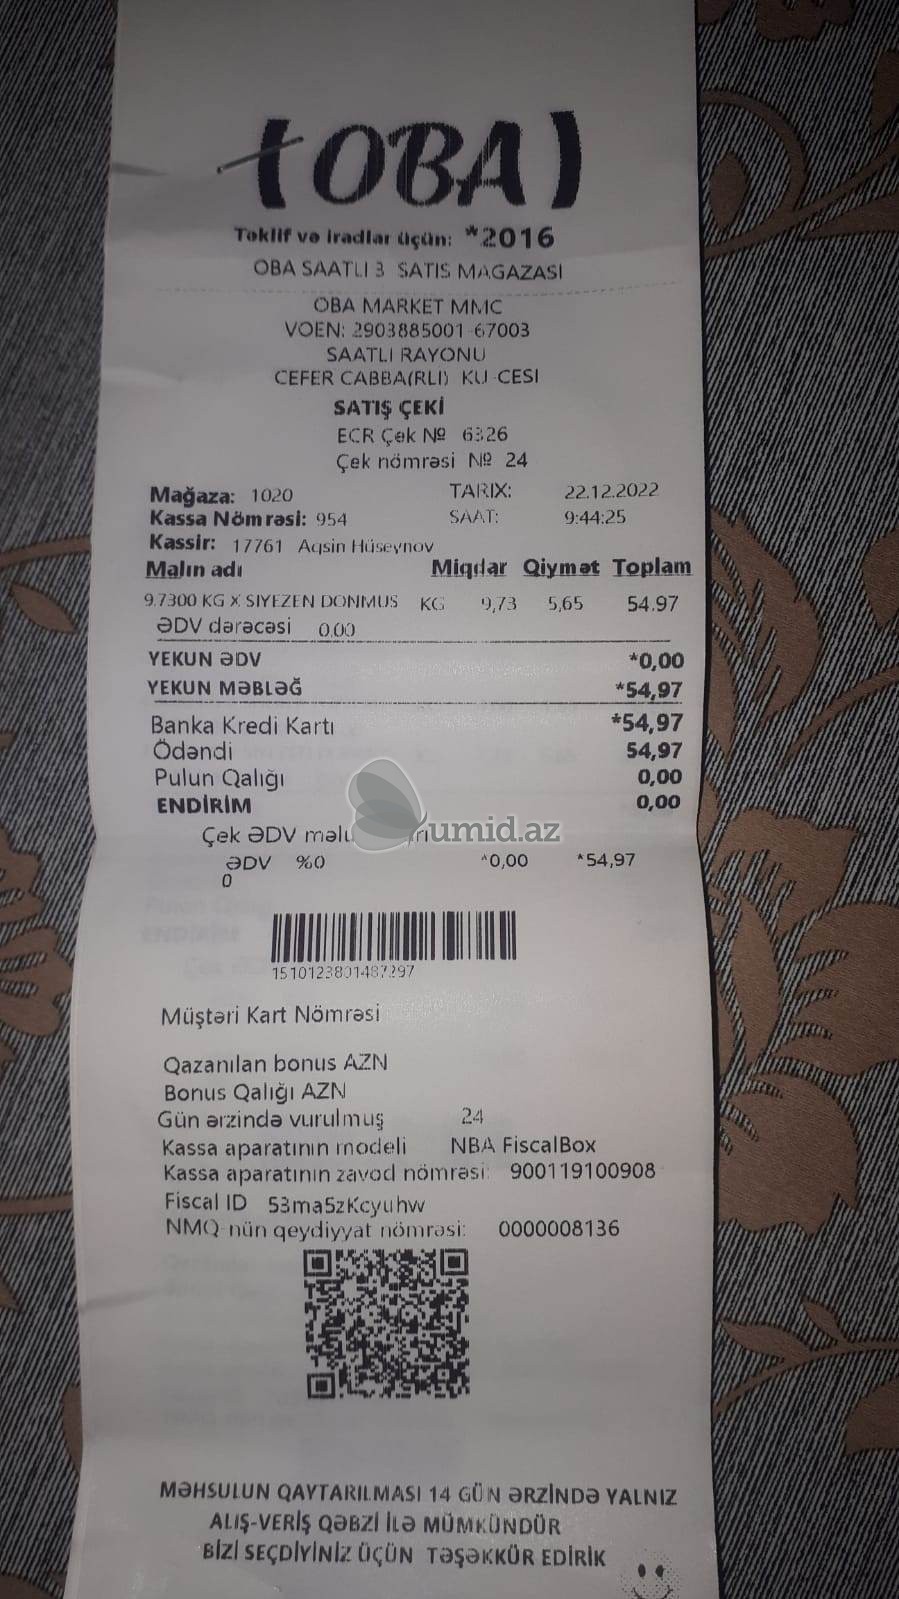 (OBA)
Təklif və iradlar üçün: *2016
OBA SAATLI 3 SATIS MAGAZASI
OBA MARKET MMC
VOEN: 2903885001-67003
SAATLI RAYONU
CEFER CABBA(RLI) KU-CESI
SATIŞ ÇEKİ
ECR Çek № 6326
Çek nömrəsi № 24
Mağaza: 1020 TARIX: 22.12.2022
Kassa Nömrəsi: 954 SAAT: 9:44:25
Kassir: 17761 Aqsin Hüseynov
Malın adı Miqdar Qiymət Toplam
9.7300 KG X SIYEZEN DONMUS KG 9,73 5,65 54.97
ƏDV dərəcəsi 0.00
YEKUN ƏDV *0,00
YEKUN MƏBLƏĞ *54,97
Banka Kredi Kartı *54,97
Ödəndi 54,97
Pulun Qalığı 0,00
ENDİRİM 0,00
Çek ƏDV
umid.az
ƏDV %0 *0,00 *54,97
0
1510123801487297
Müştəri Kart Nömrəsi
Qazanılan bonus AZN
Bonus Qalığı AZN
Gün ərzində vurulmuş 24
Kassa aparatının modeli NBA FiscalBox
Kassa aparatının zavod nömrəsi: 900119100908
Fiscal ID 53ma5zKcyuhw
NMQ-nün qeydiyyat nömrəsi: 0000008136
MƏHSULUN QAYTARILMASI 14 GÜN ƏRZİNDƏ YALNIZ
ALIŞ-VERİŞ QƏBZİ İLƏ MÜMKÜNDÜR
BİZİ SEÇDİYİNİZ ÜÇÜN TƏŞƏKKÜR EDİRİK